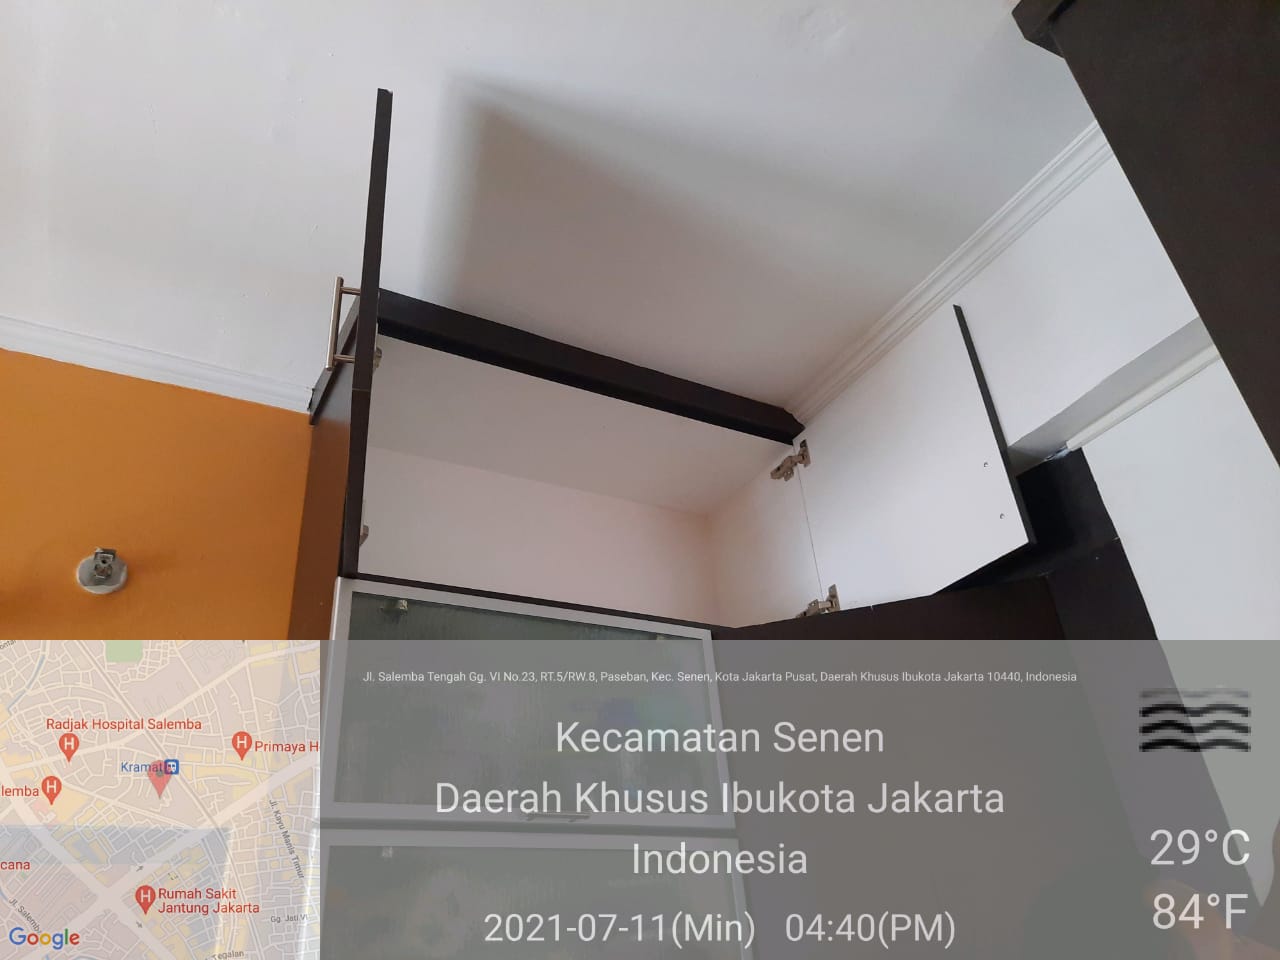 Jl. Salemba Tengah Gg. VI No.23, RT.5/RW.8, Paseban, Kec. Senen, Kota Jakarta Pusat, Daerah Khusus Ibukota Jakarta 10440, Indonesia
Kecamatan Senen
Daerah Khusus Ibukota Jakarta
Indonesia
2021-07-11(Min) 04:40(PM)
29°C
84°F
Radjak Hospital Salemba
H
H
Primaya H
Kramat
lemba
H
Jl. Kayu Manis Timur
cana
H
Rumah Sakit
Jantung Jakarta
Jl. Salemb
Gg. Jati VI
Google
Tegalan